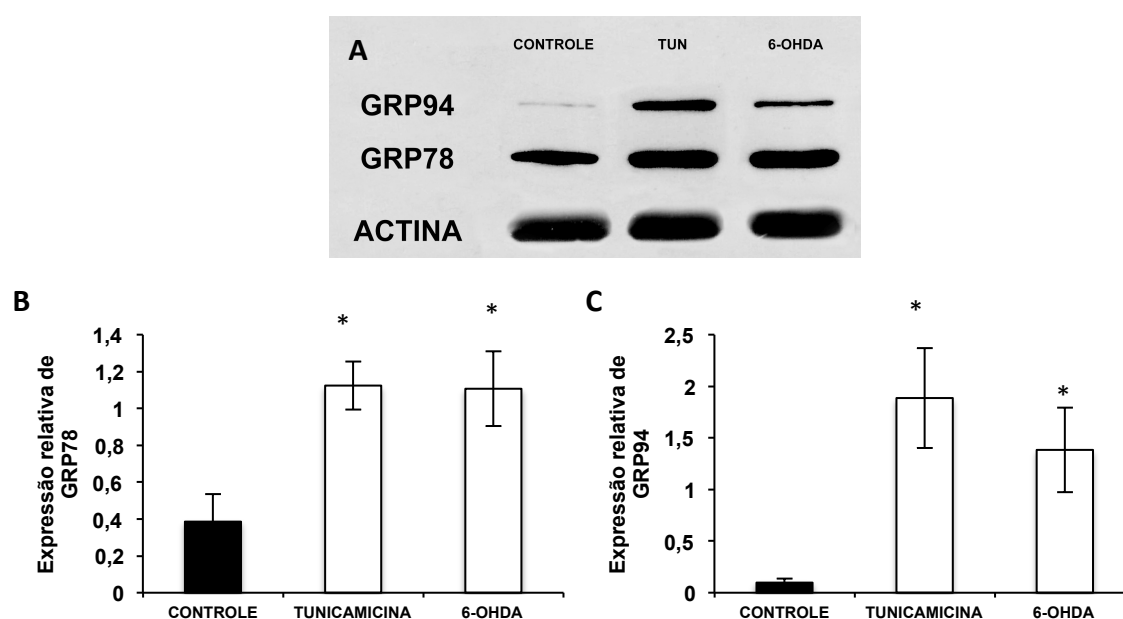 A
CONTROLE TUN 6-OHDA
GRP94
GRP78
ACTINA
B
Expressão relativa de
GRP78
1,4
1,2
1
0,8
0,6
0,4
0,2
0
* *
CONTROLE TUNICAMICINA 6-OHDA
C
Expressão relativa de
GRP94
2,5
2
1,5
1
0,5
0
* *
CONTROLE TUNICAMICINA 6-OHDA